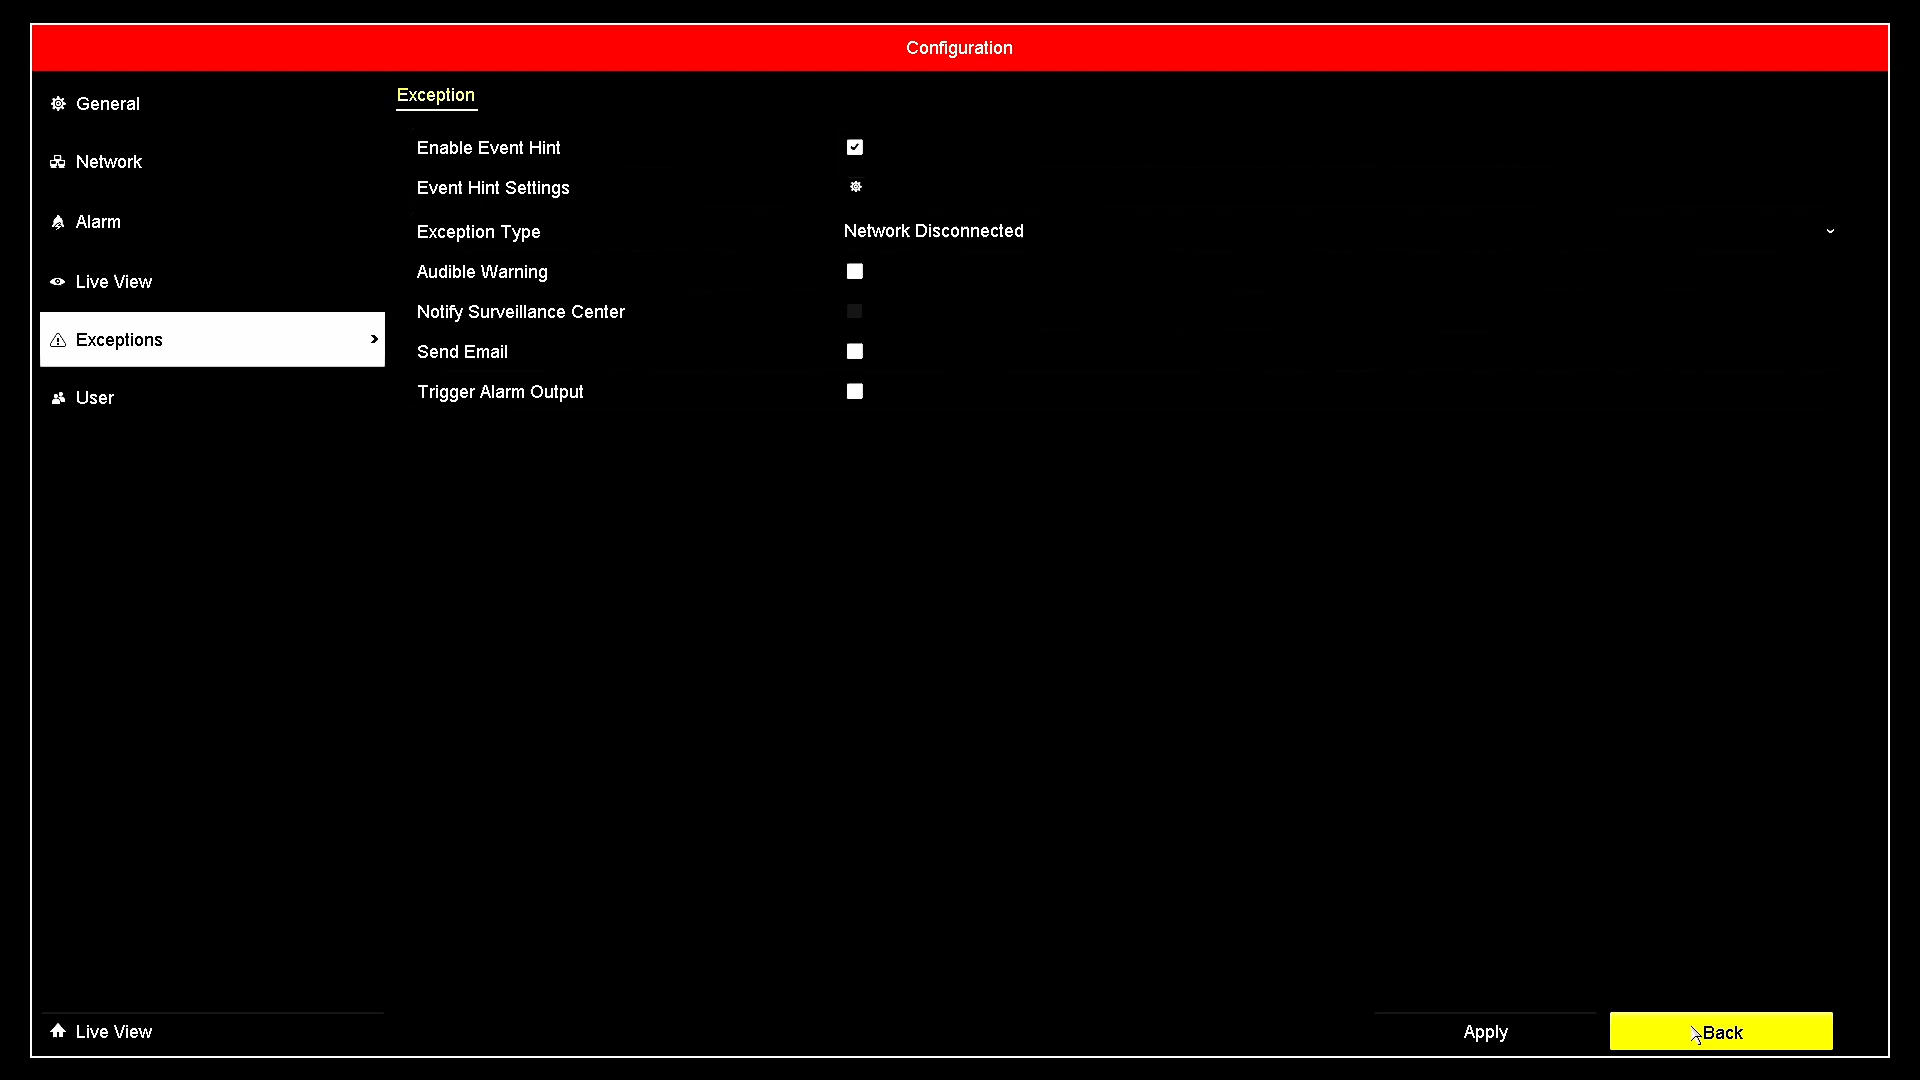 Configuration
General
Network
Alarm
Live View
Exceptions
User
Exception
Enable Event Hint
Event Hint Settings
Exception Type Network Disconnected
Audible Warning
Notify Surveillance Center
Send Email
Trigger Alarm Output
Live View
Apply
Back